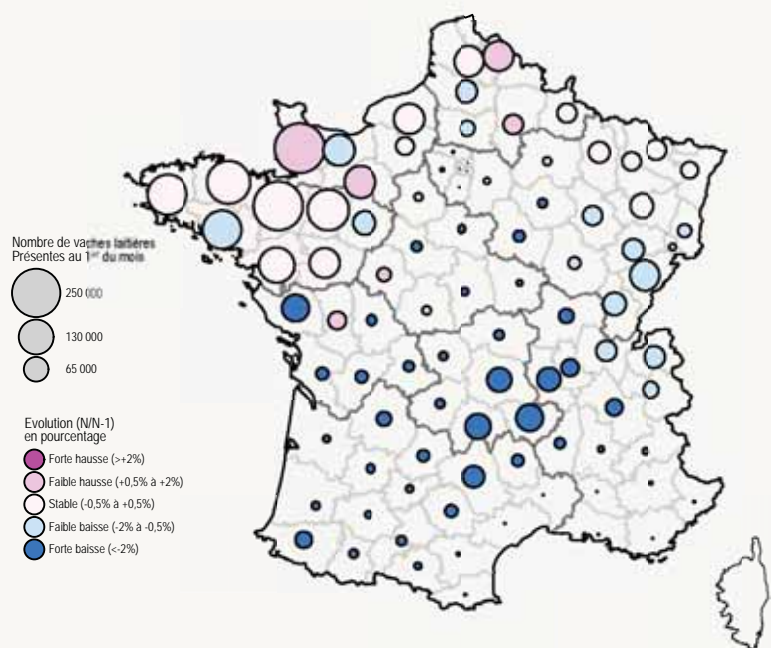 Nombre de vaches laitières
Présentes au 1er du mois
250 000
130 000
65 000
Evolution (N/N-1)
en pourcentage
Forte hausse (>+2%)
Faible hausse (+0,5% à +2%)
Stable (-0,5% à +0,5%)
Faible baisse (-2% à -0,5%)
Forte baisse (<-2%)